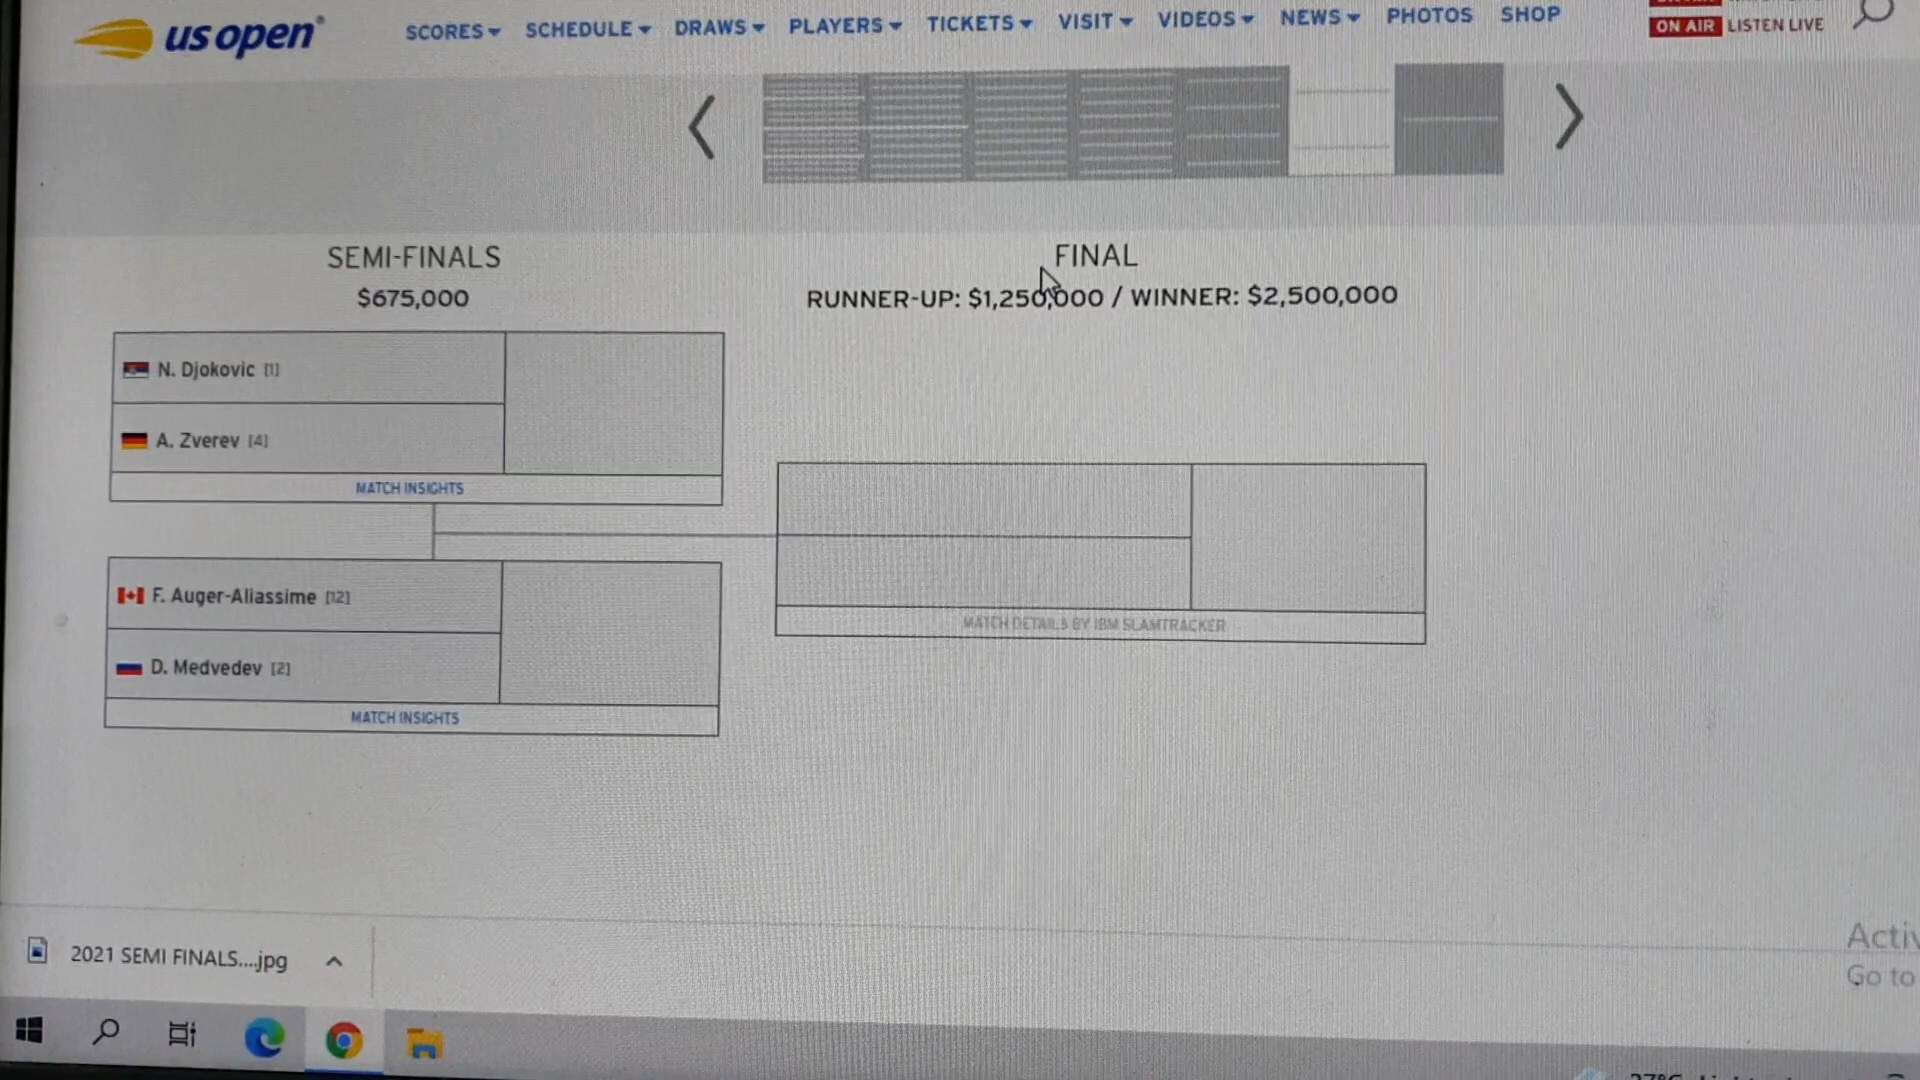 us open
SCORES SCHEDULE DRAWS PLAYERS TICKETS VISIT VIDEOS NEWS PHOTOS SHOP
ON AIR LISTEN LIVE
SEMI-FINALS
$675,000
FINAL
RUNNER-UP: $1,250,000 / WINNER: $2,500,000
N. Djokovic [1]
A. Zverev [4]
MATCH INSIGHTS
F. Auger-Aliassime [12]
D. Medvedev [2]
MATCH INSIGHTS
MATCH DETAILS BY IBM SLAMTRACKER
Go to
2021 SEMI FINALS....jpg